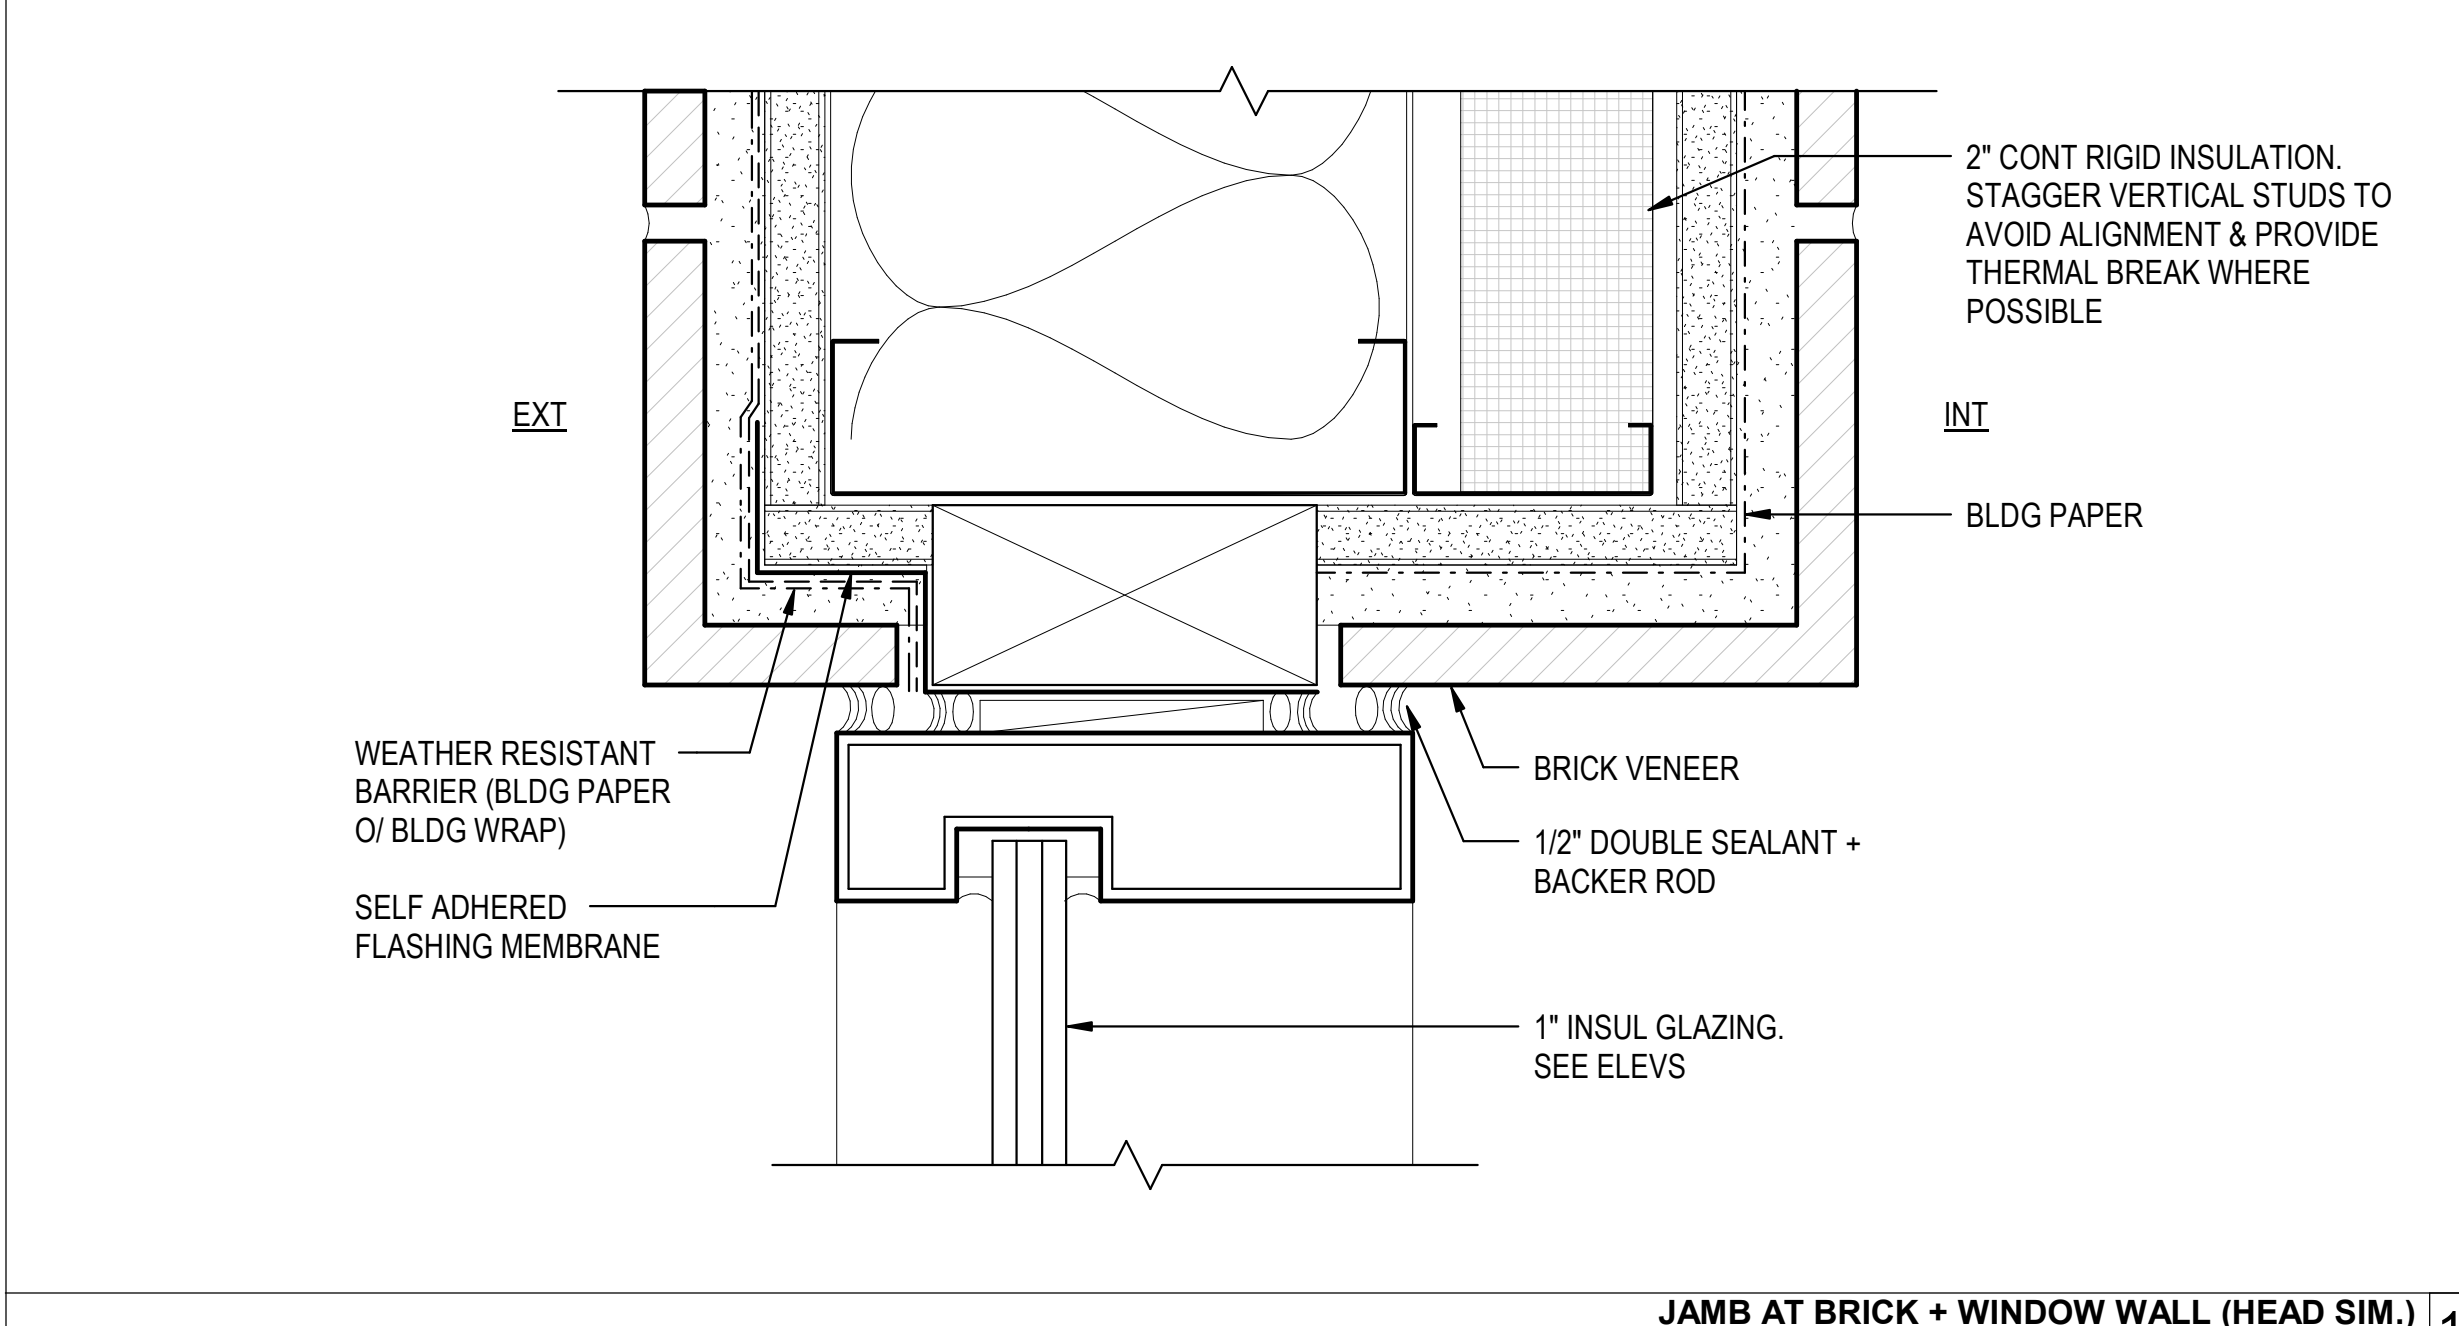 2" CONT RIGID INSULATION.
STAGGER VERTICAL STUDS TO
AVOID ALIGNMENT & PROVIDE
THERMAL BREAK WHERE
POSSIBLE
EXT
INT
BLDG PAPER
WEATHER RESISTANT
BARRIER (BLDG PAPER
O/ BLDG WRAP)
SELF ADHERED
FLASHING MEMBRANE
BRICK VENEER
1/2" DOUBLE SEALANT +
BACKER ROD
1" INSUL GLAZING.
SEE ELEVS
JAMB AT BRICK + WINDOW WALL (HEAD SIM.)